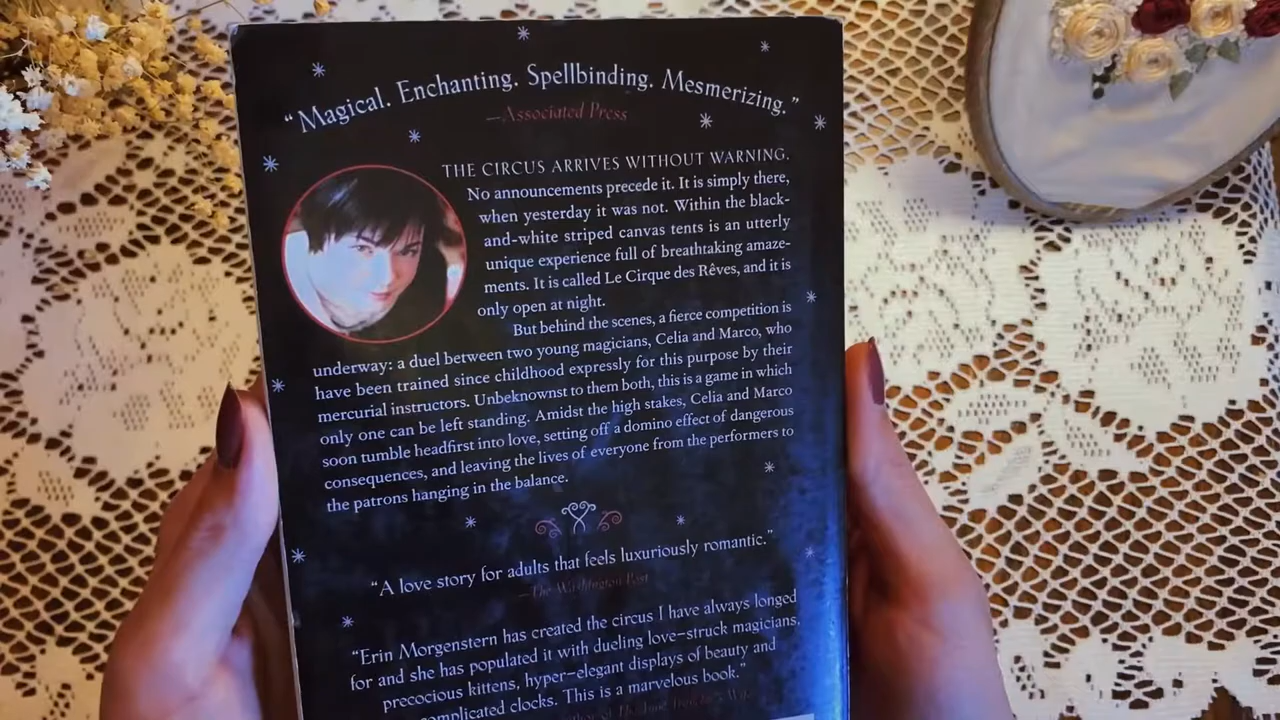 “Magical. Enchanting. Spellbinding. Mesmerizing.”
—Associated Press
THE CIRCUS ARRIVES WITHOUT WARNING.
No announcements precede it. It is simply there,
when yesterday it was not. Within the black-
and-white striped canvas tents is an utterly
unique experience full of breathtaking amaze-
ments. It is called Le Cirque des Rêves, and it is
only open at night.
But behind the scenes, a fierce competition is
underway: a duel between two young magicians, Celia and Marco, who
have been trained since childhood expressly for this purpose by their
mercurial instructors. Unbeknownst to them both, this is a game in which
only one can be left standing. Amidst the high stakes, Celia and Marco
soon tumble headfirst into love, setting off a domino effect of dangerous
consequences, and leaving the lives of everyone from the performers to
the patrons hanging in the balance.
“A love story for adults that feels luxuriously romantic.”
—The Washington Post
“Erin Morgenstern has created the circus I have always longed
for and she has populated it with dueling love-struck magicians,
precocious kittens, hyper-elegant displays of beauty and
complicated clocks. This is a marvelous book.”
of The Time Traveler's Wife